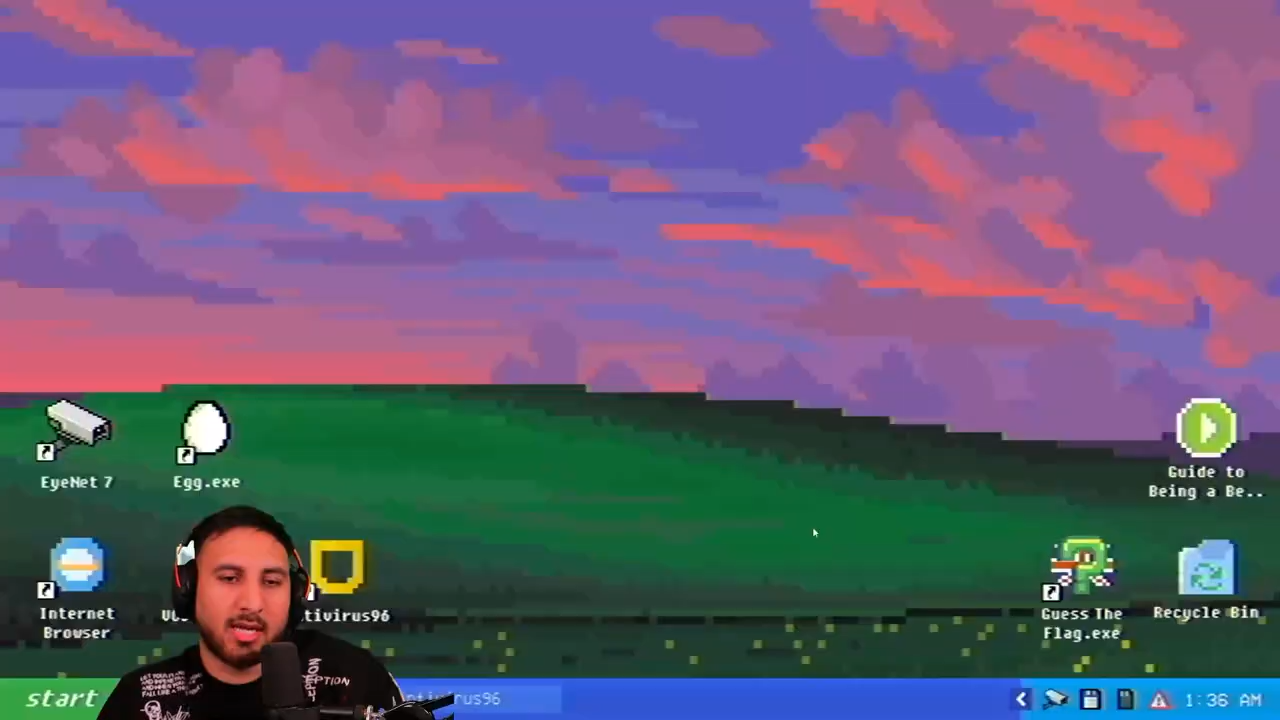 EyeNet 7
Egg.exe
Guide to
Being a Be..
Internet
Browser
tivirus96
Guess The
Flag.exe
Recycle Bin
start
rus96
1:36 AM